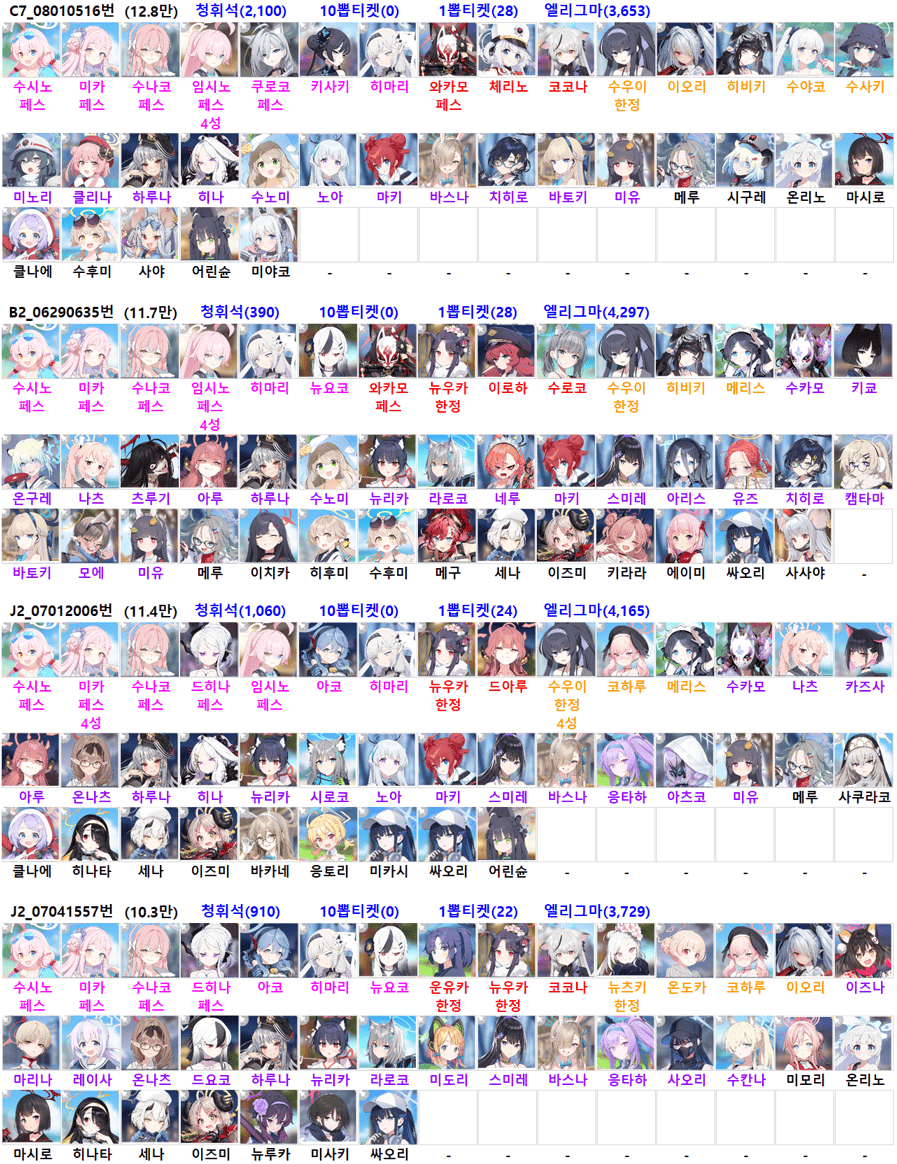 C7_08010516번 (12.8만) 청휘석(2,100) 10뽑티켓(0) 1뽑티켓(28) 엘리그마(3,653)
수시노 미카 수나코 임시노 쿠로코 키사키 히마리 와카모 체리노 코코나 수우이 이오리 히비키 수야코 수사키
페스 페스 페스 페스 페스 페스 한정
4성
미노리 클리나 하루나 히나 수노미 노아 마키 바스나 치히로 바토키 미유 메루 시구레 온리노 마시로
클나에 수후미 사야 어린슌 미야코 - - - - - - - - - -
B2_06290635번 (11.7만) 청휘석(390) 10뽑티켓(0) 1뽑티켓(28) 엘리그마(4,297)
수시노 미카 수나코 임시노 히마리 뉴요코 와카모 뉴우카 이로하 수로코 수우이 히비키 메리스 수카모 키쿄
페스 페스 페스 페스 페스 한정 한정
4성
온구레 나츠 츠루기 아루 하루나 수노미 뉴리카 라로코 네루 마키 스미레 아리스 유즈 치히로 캠타마
바토키 모에 미유 메루 이치카 히후미 수후미 메구 세나 이즈미 키라라 에이미 싸오리 사사야 -
J2_07012006번 (11.4만) 청휘석(1,060) 10뽑티켓(0) 1뽑티켓(24) 엘리그마(4,165)
수시노 미카 수나코 드히나 임시노 아코 히마리 뉴우카 드아루 수우이 코하루 메리스 수카모 나츠 카즈사
페스 페스 페스 페스 페스 한정 한정
4성 4성
아루 온나츠 하루나 히나 뉴리카 시로코 노아 마키 스미레 바스나 응타하 아츠코 미유 메루 사쿠라코
클나에 히나타 세나 이즈미 바카네 응토리 미카시 싸오리 어린슌 - - - - - -
J2_07041557번 (10.3만) 청휘석(910) 10뽑티켓(0) 1뽑티켓(22) 엘리그마(3,729)
수시노 미카 수나코 드히나 아코 히마리 뉴요코 운유카 뉴우카 코코나 뉴츠키 온도카 코하루 이오리 이즈나
페스 페스 페스 페스 한정 한정 한정
마리나 레이사 온나츠 드요코 하루나 뉴리카 라로코 미도리 스미레 바스나 응타하 사오리 수칸나 미모리 온리노
마시로 히나타 세나 이즈미 뉴루카 미사키 싸오리 - - - - - - - -